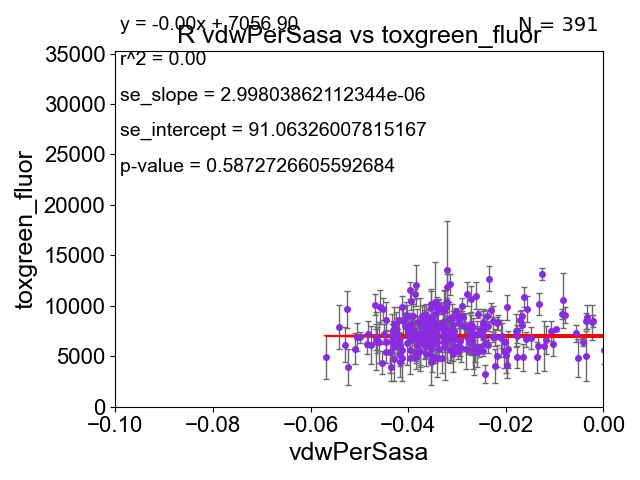 y = -0.00x + 7056.90
N = 391
R vdwPerSasa vs toxgreen_fluor
r^2 = 0.00
se_slope = 2.99803862112344e-06
se_intercept = 91.06326007815167
p-value = 0.5872726605592684
toxgreen_fluor
35000
30000
25000
20000
15000
10000
5000
0
−0.10 −0.08 −0.06 −0.04 −0.02 0.00
vdwPerSasa